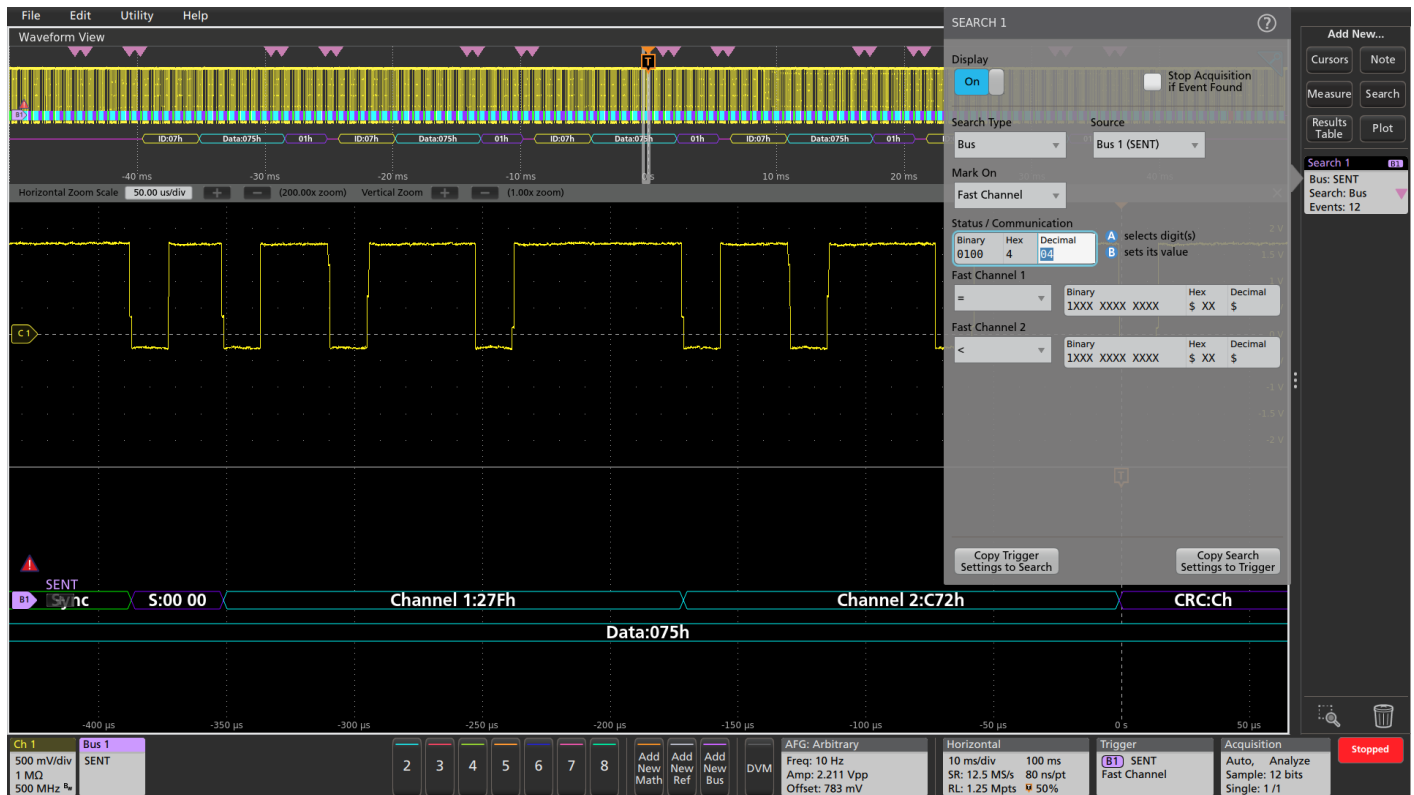 File Edit Utility Help
Waveform View
T
B1
ID:07h Data:075h 01h ID:07h Data:075h 01h ID:07h Data:075h 01h ID:07h Data:075h 01h
-40 ms -30 ms -20 ms -10 ms 0s 10 ms 20 ms
Horizontal Zoom Scale 50.00 us/div + − (200.00x zoom) Vertical Zoom + − (1.00x zoom)
C1
SEARCH 1 ?
Display
On
Stop Acquisition
if Event Found
Search Type Source
Bus Bus 1 (SENT)
Mark On
Fast Channel
Status / Communication
Binary Hex Decimal
0100 4 04
A selects digit(s)
B sets its value
Fast Channel 1
= Binary Hex Decimal
1XXX XXXX XXXX $ XX $
Fast Channel 2
< Binary Hex Decimal
1XXX XXXX XXXX $ XX $
2 V
1.5 V
-1 V
-1.5 V
-2 V
T
Copy Trigger
Settings to Search
Copy Search
Settings to Trigger
SENT
B1 Sync S:00 00 Channel 1:27Fh Channel 2:C72h CRC:Ch
Data:075h
-400 µs -350 µs -300 µs -250 µs -200 µs -150 µs -100 µs -50 µs 0 s 50 µs
Add New...
Cursors Note
Measure Search
Results
Table
Plot
Search 1 B1
Bus: SENT
Search: Bus
Events: 12
Ch 1
500 mV/div
1 MΩ
500 MHz
Bus 1
SENT
2 3 4 5 6 7 8
Add
New
Math
Add
New
Ref
Add
New
Bus
DVM
AFG: Arbitrary
Freq: 10 Hz
Amp: 2.211 Vpp
Offset: 783 mV
Horizontal
10 ms/div 100 ms
SR: 12.5 MS/s 80 ns/pt
RL: 1.25 Mpts 50%
Trigger
B1 SENT
Fast Channel
Acquisition
Auto, Analyze
Sample: 12 bits
Single: 1 /1
Stopped